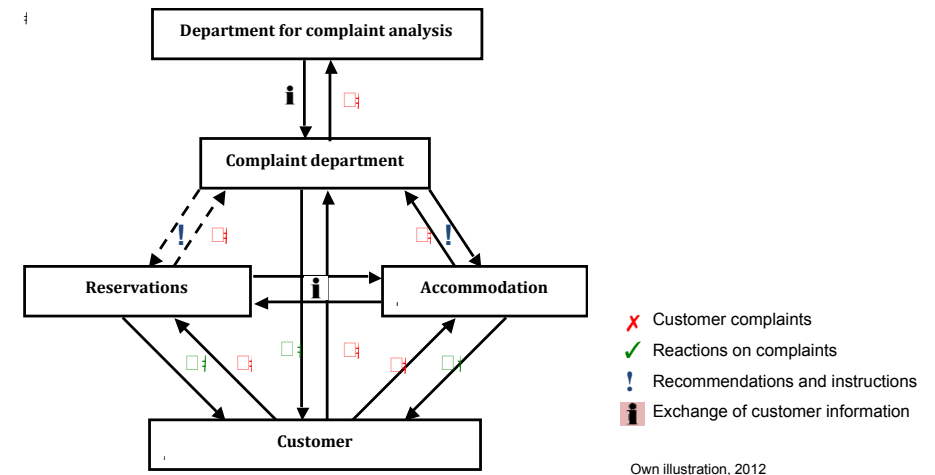 Department for complaint analysis
i
Complaint department
!
!
Reservations
i
Accommodation
Customer
✗ Customer complaints
✓ Reactions on complaints
! Recommendations and instructions
i Exchange of customer information
Own illustration, 2012